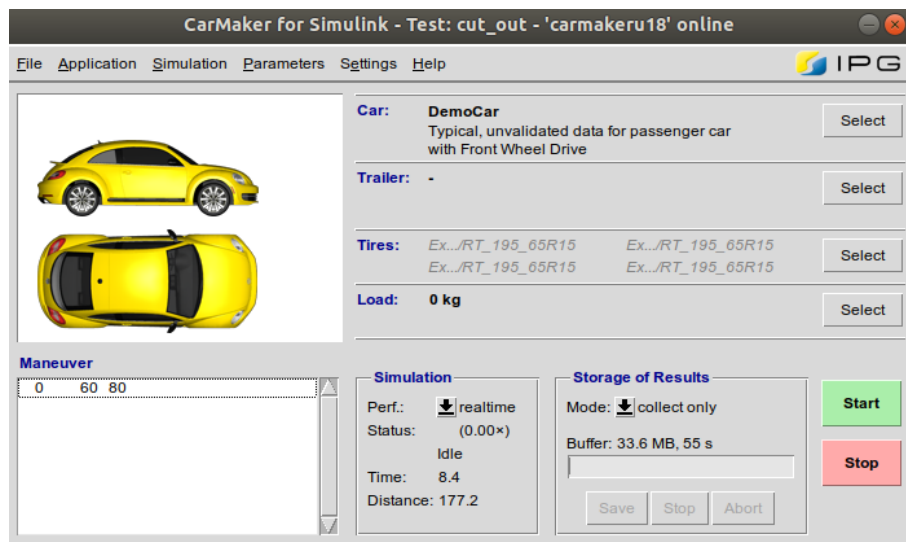 CarMaker for Simulink - Test: cut_out - 'carmakeru18' online
File Application Simulation Parameters Settings Help
IPG
Car: DemoCar Select
Typical, unvalidated data for passenger car
with Front Wheel Drive
Trailer: - Select
Tires: Ex.../RT_195_65R15 Ex.../RT_195_65R15 Select
Ex.../RT_195_65R15 Ex.../RT_195_65R15
Load: 0 kg Select
Maneuver
0 60 80
Simulation
Perf.: realtime
Status: (0.00×)
Idle
Time: 8.4
Distance: 177.2
Storage of Results
Mode: collect only
Buffer: 33.6 MB, 55 s
Save Stop Abort
Start
Stop